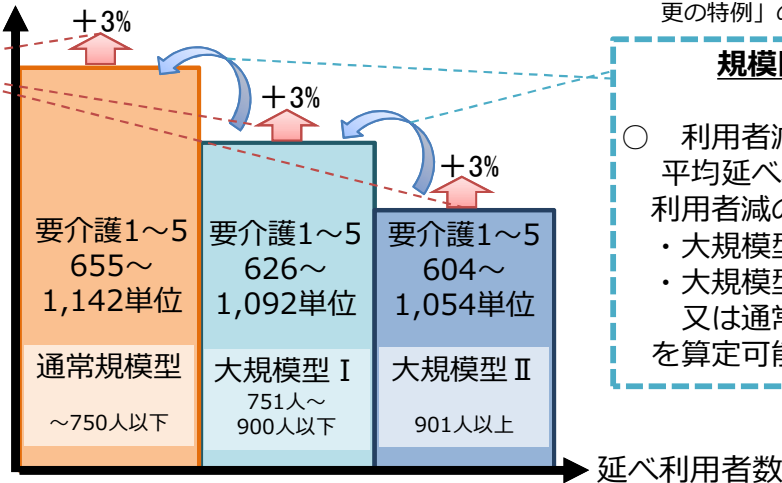 更の特例」の
+3%
+3%
+3%
要介護1～5
655～
1,142単位
通常規模型
～750人以下
要介護1～5
626～
1,092単位
大規模型Ⅰ
751人～
900人以下
要介護1～5
604～
1,054単位
大規模型Ⅱ
901人以上
延べ利用者数
規模
○　利用者減
平均延べ
利用者減の
・大規模型
・大規模型
又は通常
を算定可能